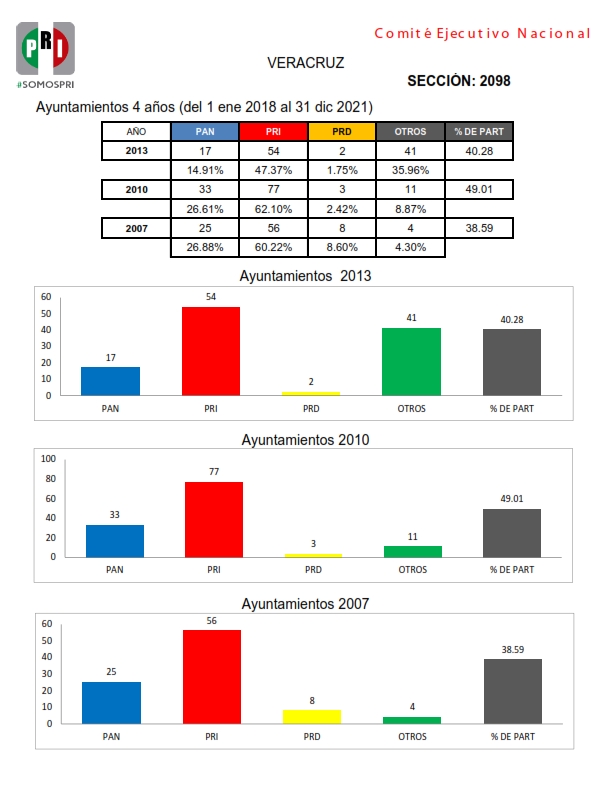 Comité Ejecutivo Nacional
PRI
#SOMOSPRI
VERACRUZ
SECCIÓN: 2098
Ayuntamientos 4 años (del 1 ene 2018 al 31 dic 2021)
AÑO PAN PRI PRD OTROS % DE PART
2013 17 54 2 41 40.28
14.91% 47.37% 1.75% 35.96%
2010 33 77 3 11 49.01
26.61% 62.10% 2.42% 8.87%
2007 25 56 8 4 38.59
26.88% 60.22% 8.60% 4.30%
Ayuntamientos 2013
60
50
40
30
20
10
0
17
54
2
41
40.28
PAN PRI PRD OTROS % DE PART
Ayuntamientos 2010
100
80
60
40
20
0
33
77
3
11
49.01
PAN PRI PRD OTROS % DE PART
Ayuntamientos 2007
60
50
40
30
20
10
0
25
56
8
4
38.59
PAN PRI PRD OTROS % DE PART